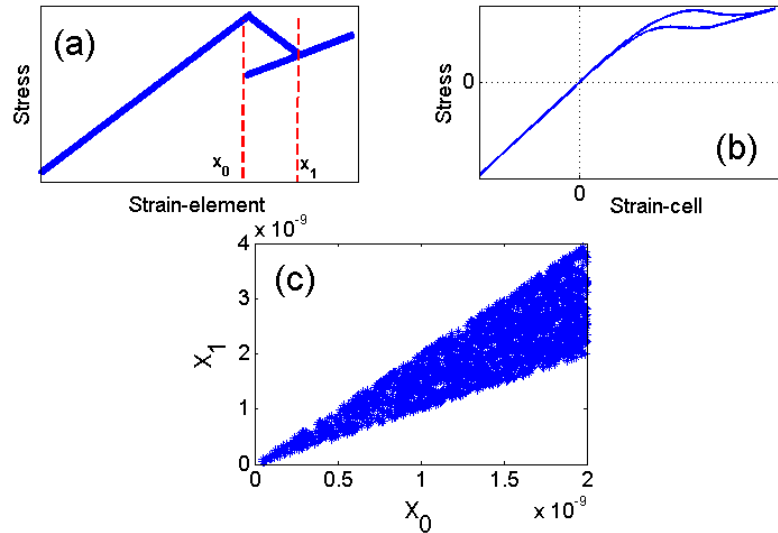 (a)
Stress
x0
x1
Strain-element
Stress
0
(b)
0
Strain-cell
x 10-9
(c)
4
3
X1
2
1
0
0
0.5
1
1.5
2
X0
x 10-9